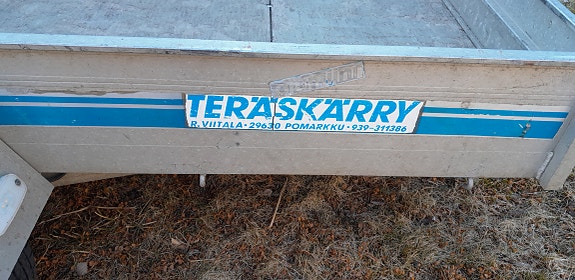 TERÄSKÄRRY
R. VIITALA · 29630 POMARKKU · 939-311386